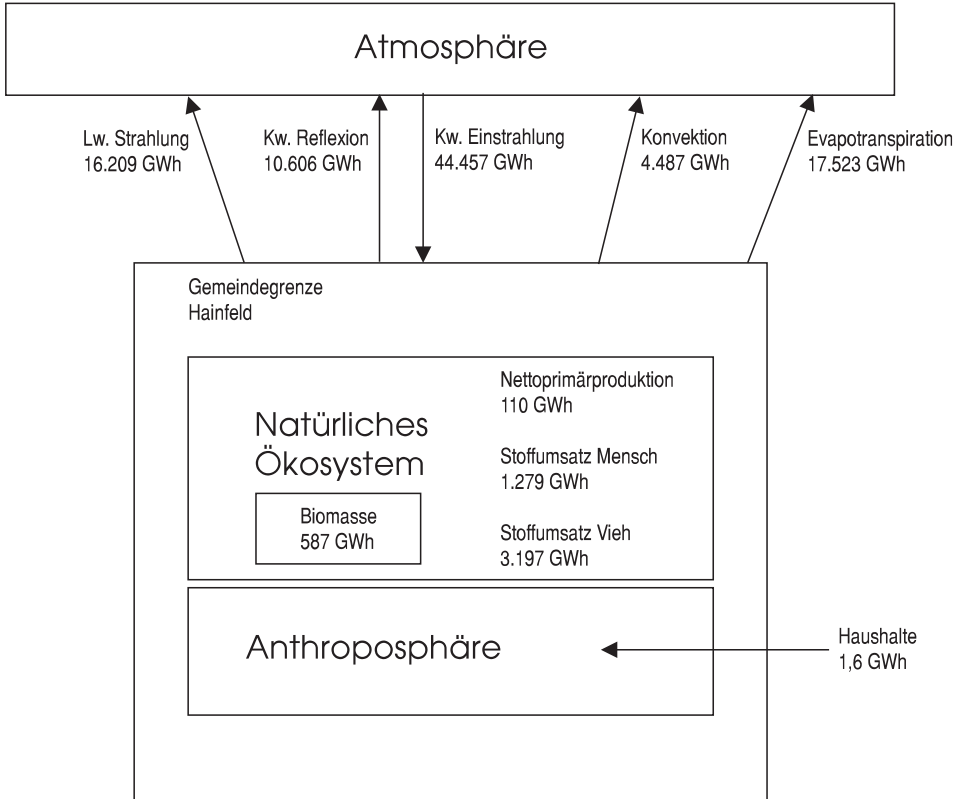 Atmosphäre
Lw. Strahlung
16.209 GWh
Kw. Reflexion
10.606 GWh
Kw. Einstrahlung
44.457 GWh
Konvektion
4.487 GWh
Evapotranspiration
17.523 GWh
Gemeindegrenze
Hainfeld
Natürliches
Ökosystem
Biomasse
587 GWh
Nettoprimärproduktion
110 GWh
Stoffumsatz Mensch
1.279 GWh
Stoffumsatz Vieh
3.197 GWh
Anthroposphäre
Haushalte
1,6 GWh